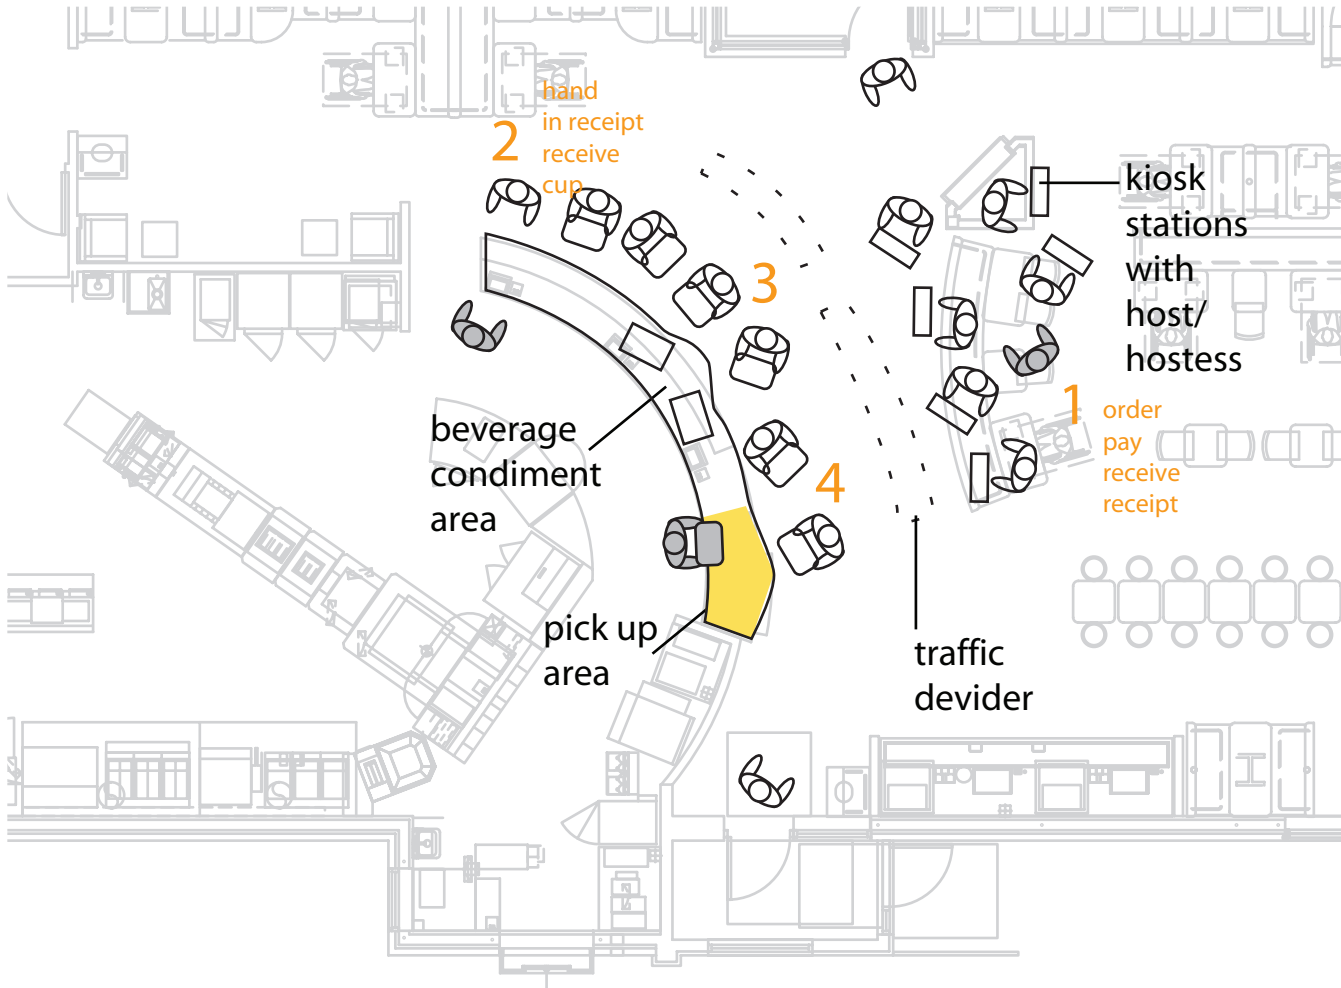 hand
in receipt
receive
cup
2
3
4
1
order
pay
receive
receipt
kiosk
stations
with
host/
hostess
beverage
condiment
area
pick up
area
traffic
devider